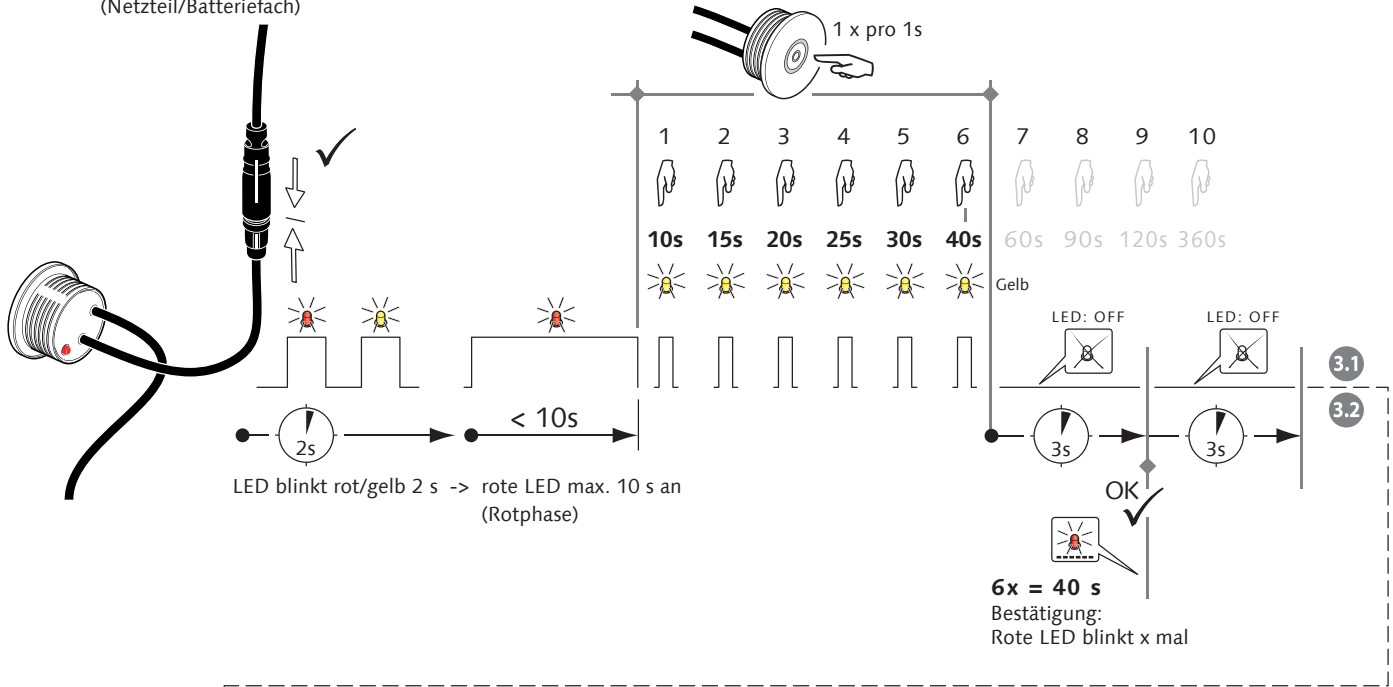 (Netzteil/Batteriefach)
1 x pro 1s
1 2 3 4 5 6 7 8 9 10
10s 15s 20s 25s 30s 40s 60s 90s 120s 360s
Gelb
LED: OFF LED: OFF
3.1
3.2
2s
< 10s
3s
3s
LED blinkt rot/gelb 2 s -> rote LED max. 10 s an
(Rotphase)
OK
6x = 40 s
Bestätigung:
Rote LED blinkt x mal